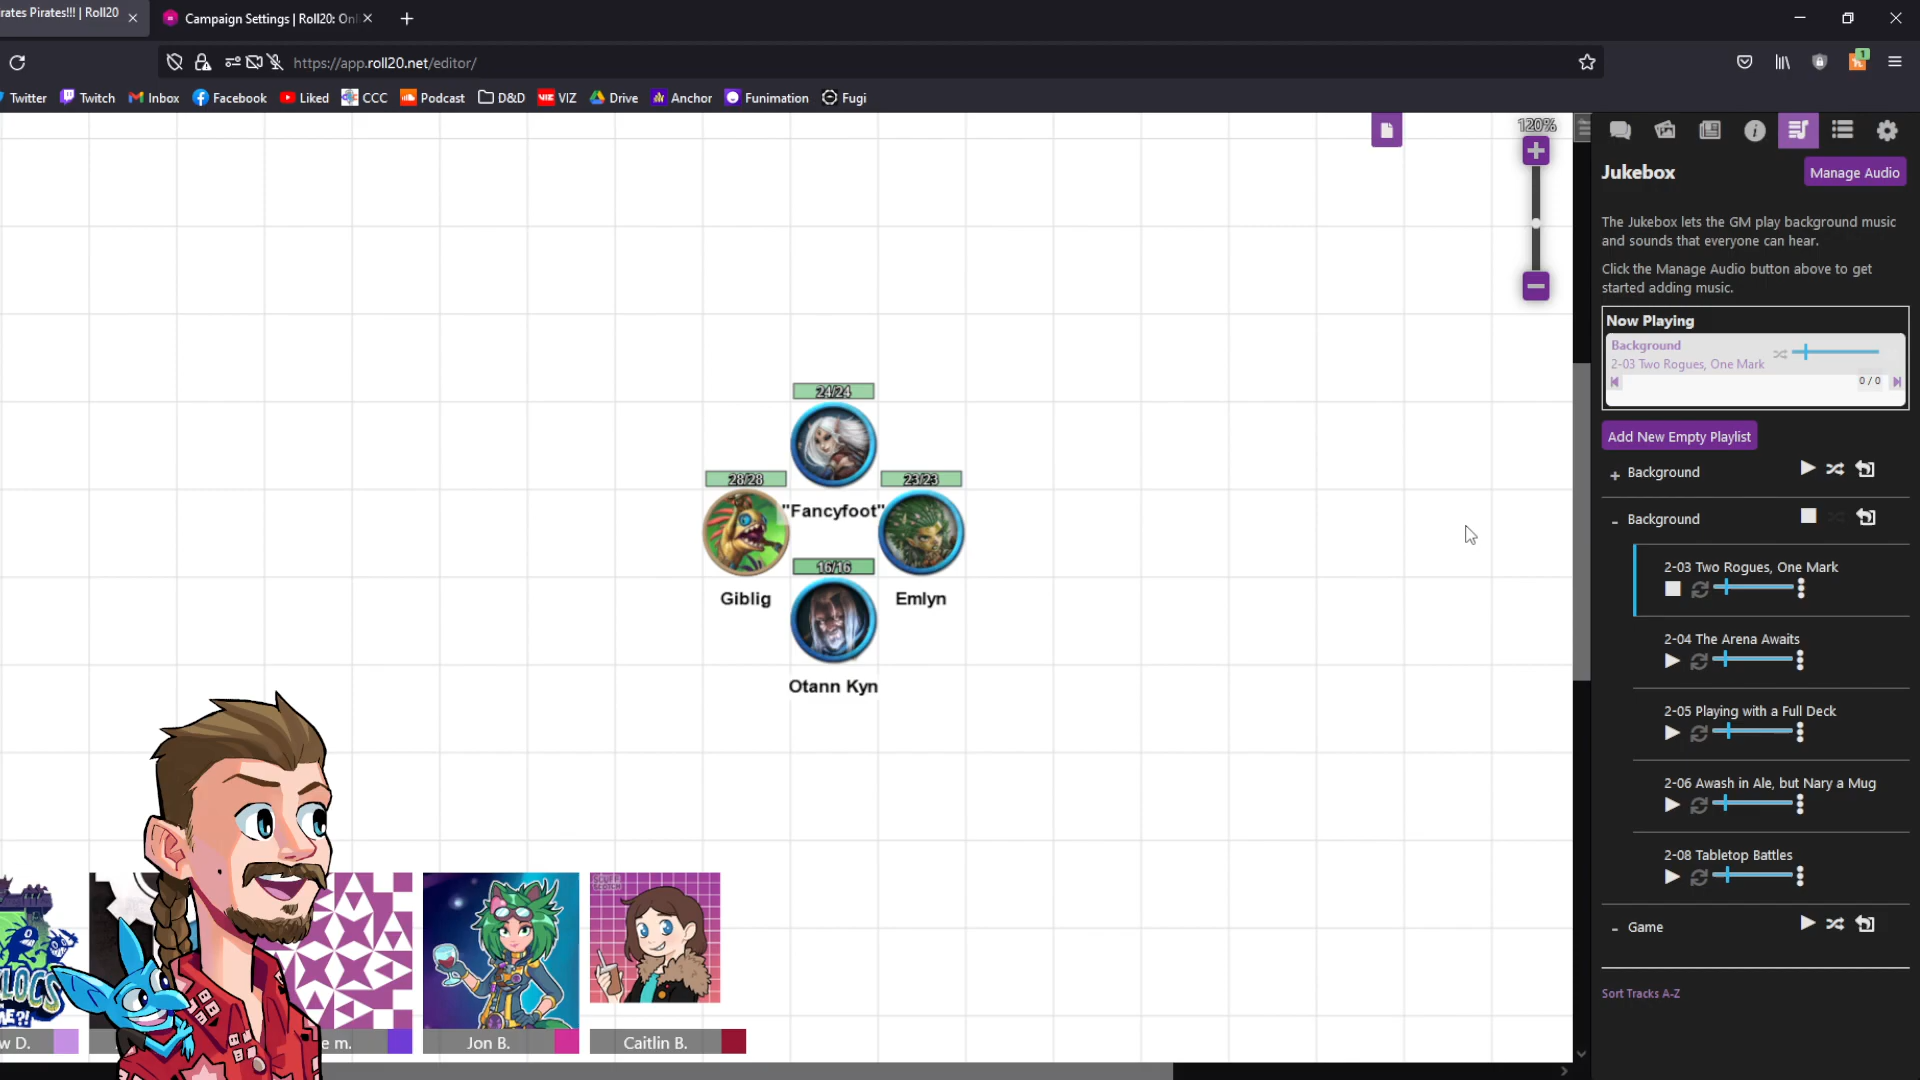 rates Pirates!!! | Roll20
Campaign Settings | Roll20: Onl
https://app.roll20.net/editor/
Twitter
Twitch
Inbox
Facebook
Liked
CCC
Podcast
D&D
VIZ
Drive
Anchor
Funimation
Fugi
1
120%
Jukebox
Manage Audio
The Jukebox lets the GM play background music
and sounds that everyone can hear.
Click the Manage Audio button above to get
started adding music.
Now Playing
Background
2-03 Two Rogues, One Mark
0 / 0
Add New Empty Playlist
+ Background
- Background
2-03 Two Rogues, One Mark
2-04 The Arena Awaits
2-05 Playing with a Full Deck
2-06 Awash in Ale, but Nary a Mug
2-08 Tabletop Battles
- Game
Sort Tracks A-Z
24/24
28/28
23/23
"Fancyfoot"
16/16
Giblig
Emlyn
Otann Kyn
LOCS
ME?!
w D.
e m.
Jon B.
Caitlin B.